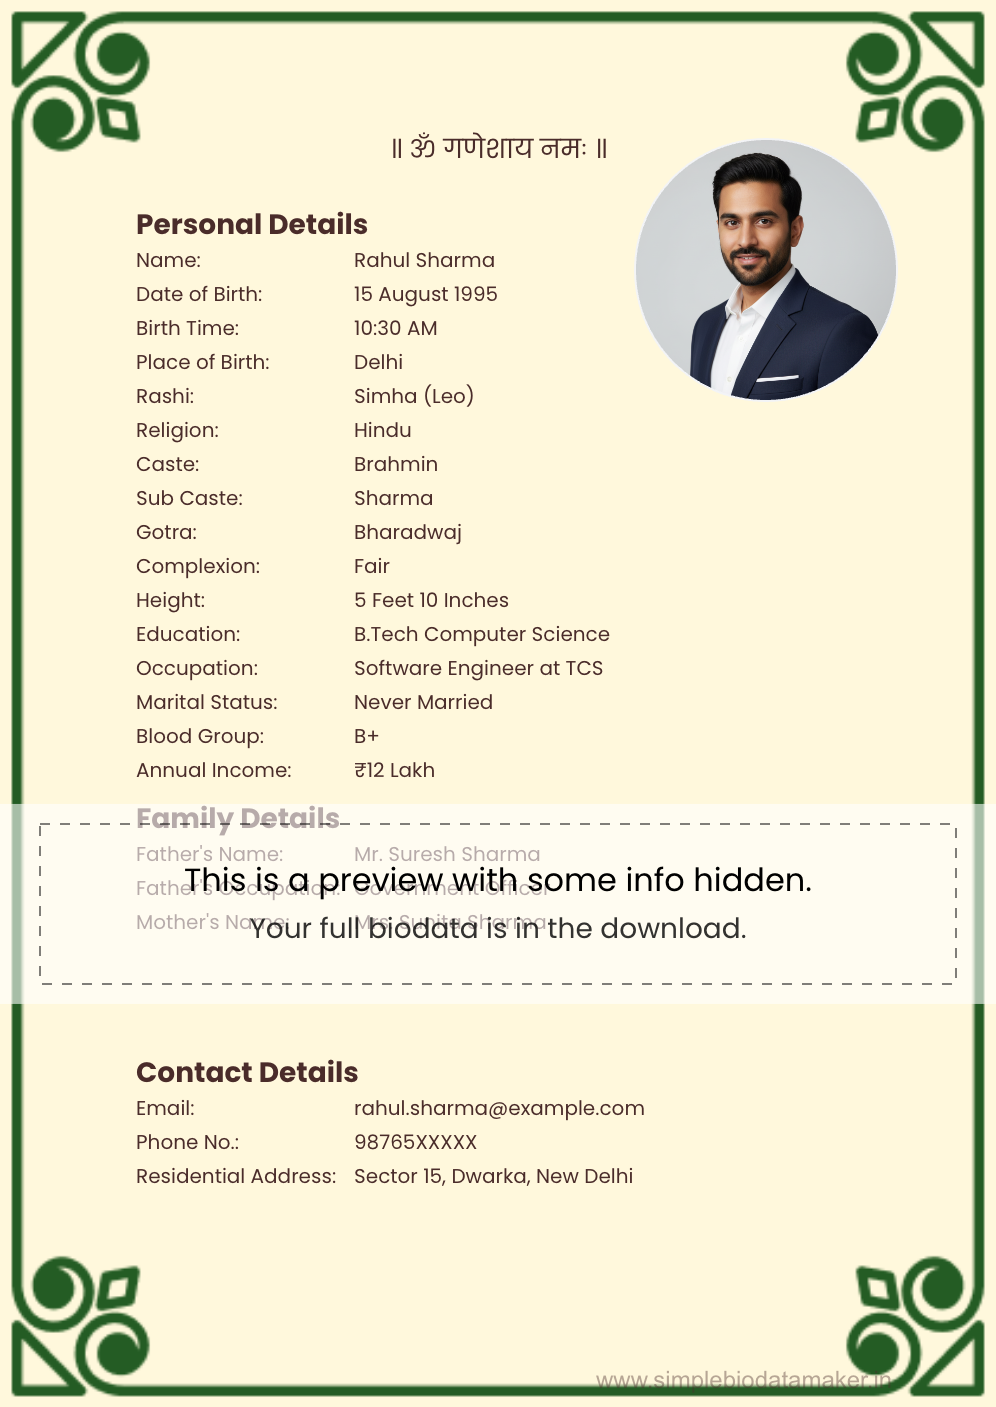 ॥ ॐ गणेशाय नमः ॥
Personal Details
Name: Rahul Sharma
Date of Birth: 15 August 1995
Birth Time: 10:30 AM
Place of Birth: Delhi
Rashi: Simha (Leo)
Religion: Hindu
Caste: Brahmin
Sub Caste: Sharma
Gotra: Bharadwaj
Complexion: Fair
Height: 5 Feet 10 Inches
Education: B.Tech Computer Science
Occupation: Software Engineer at TCS
Marital Status: Never Married
Blood Group: B+
Annual Income: ₹12 Lakh
Family Details
Father's Name: Mr. Suresh Sharma
Father's Occupation: Government Officer
This is a preview with some info hidden.
Mother's Name: Mrs. Sunita Sharma
Your full biodata is in the download.
Contact Details
Email: rahul.sharma@example.com
Phone No.: 98765XXXXX
Residential Address: Sector 15, Dwarka, New Delhi
www.simplebiodatamaker.in